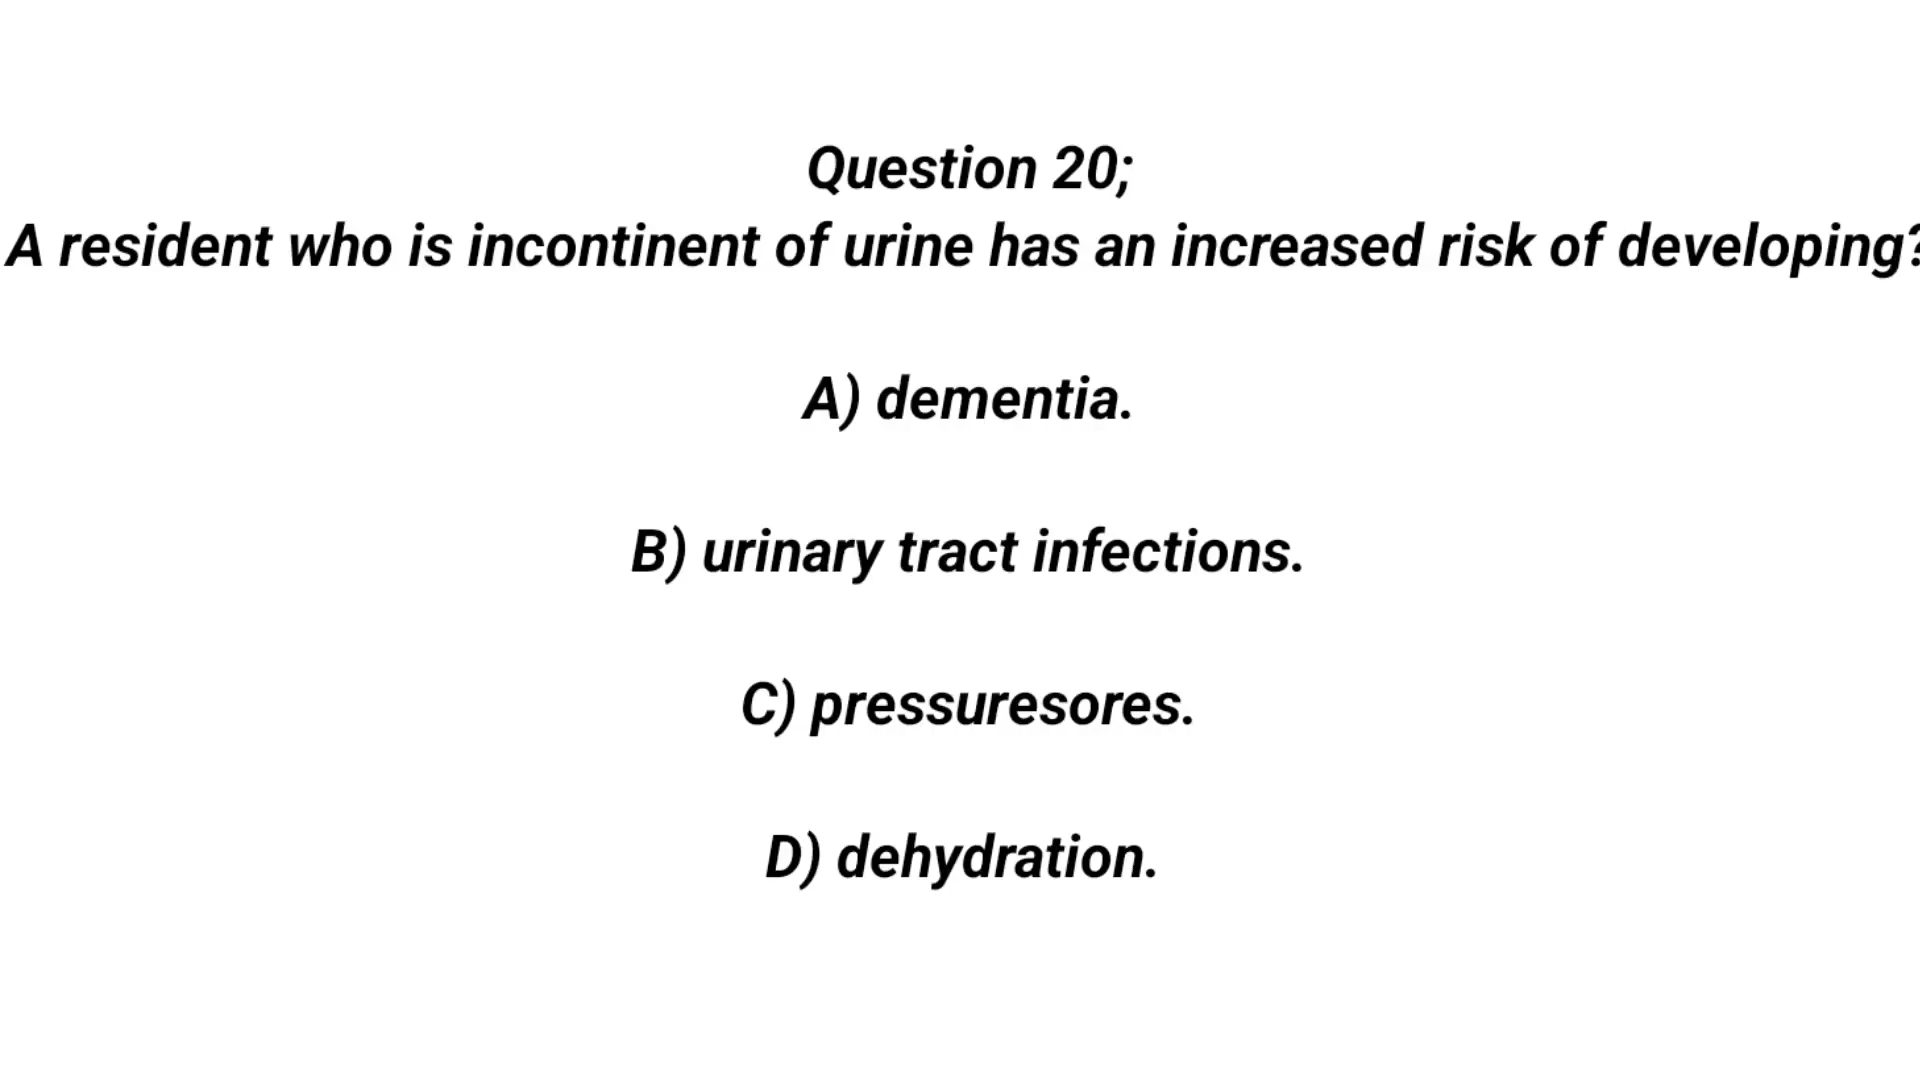 Question 20;
A resident who is incontinent of urine has an increased risk of developing?
A) dementia.
B) urinary tract infections.
C) pressuresores.
D) dehydration.